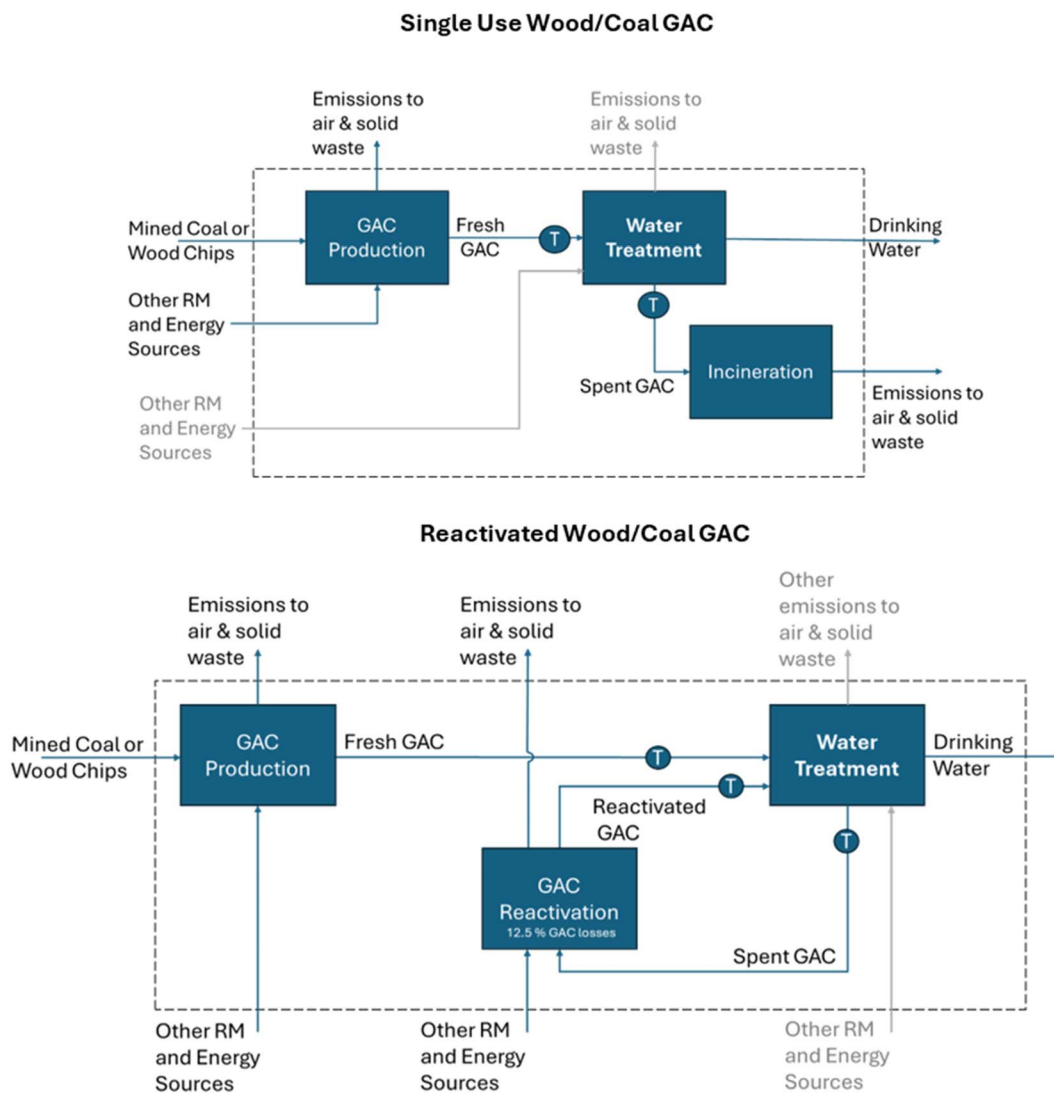 Single Use Wood/Coal GAC
Emissions to
air & solid
waste
Emissions to
air & solid
waste
Mined Coal or
Wood Chips
GAC
Production
Fresh
GAC
T
Water
Treatment
Drinking
Water
Other RM
and Energy
Sources
T
Spent GAC
Incineration
Emissions to
air & solid
waste
Other RM
and Energy
Sources
Reactivated Wood/Coal GAC
Emissions to
air & solid
waste
Emissions to
air & solid
waste
Other
emissions to
air & solid
waste
Mined Coal or
Wood Chips
GAC
Production
Fresh GAC
T
Water
Treatment
Drinking
Water
Reactivated
GAC
T
T
GAC
Reactivation
12.5 % GAC losses
Spent GAC
Other RM
and Energy
Sources
Other RM
and Energy
Sources
Other RM
and Energy
Sources